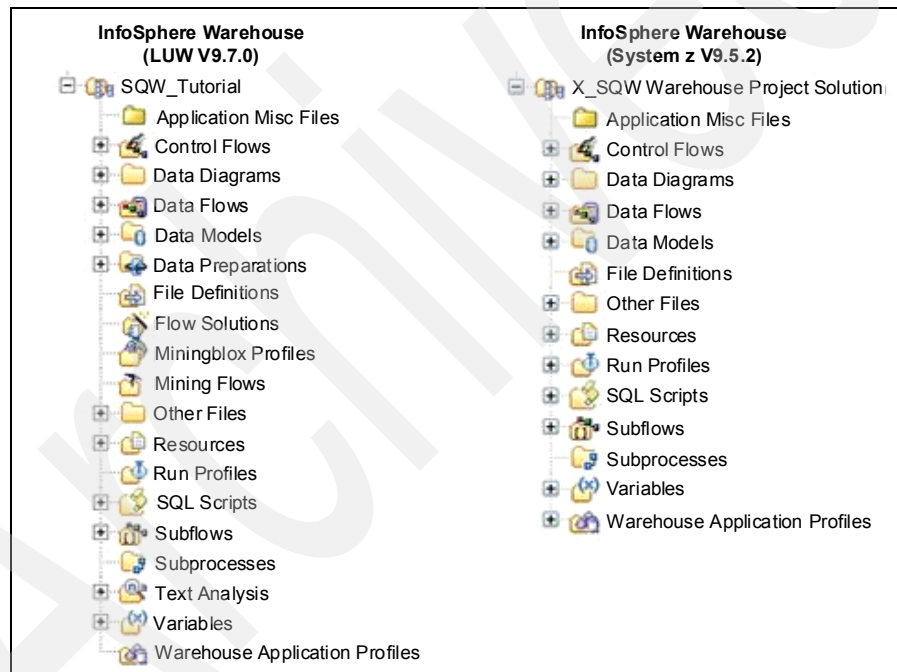 InfoSphere Warehouse
(LUW V9.7.0)
SQW_Tutorial
Application Misc Files
Control Flows
Data Diagrams
Data Flows
Data Models
Data Preparations
File Definitions
Flow Solutions
Miningblox Profiles
Mining Flows
Other Files
Resources
Run Profiles
SQL Scripts
Subflows
Subprocesses
Text Analysis
Variables
Warehouse Application Profiles
InfoSphere Warehouse
(System z V9.5.2)
X_SQW Warehouse Project Solution
Application Misc Files
Control Flows
Data Diagrams
Data Flows
Data Models
File Definitions
Other Files
Resources
Run Profiles
SQL Scripts
Subflows
Subprocesses
Variables
Warehouse Application Profiles